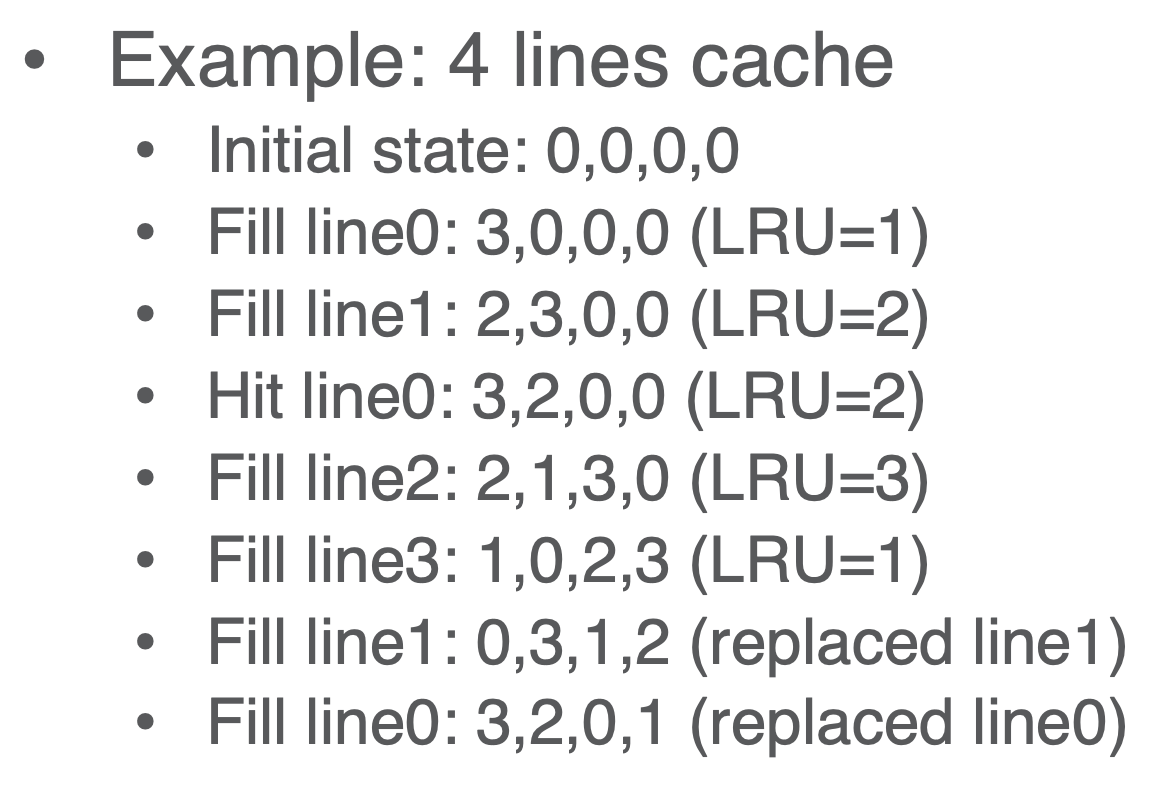 • Example: 4 lines cache
• Initial state: 0,0,0,0
• Fill line0: 3,0,0,0 (LRU=1)
• Fill line1: 2,3,0,0 (LRU=2)
• Hit line0: 3,2,0,0 (LRU=2)
• Fill line2: 2,1,3,0 (LRU=3)
• Fill line3: 1,0,2,3 (LRU=1)
• Fill line1: 0,3,1,2 (replaced line1)
• Fill line0: 3,2,0,1 (replaced line0)